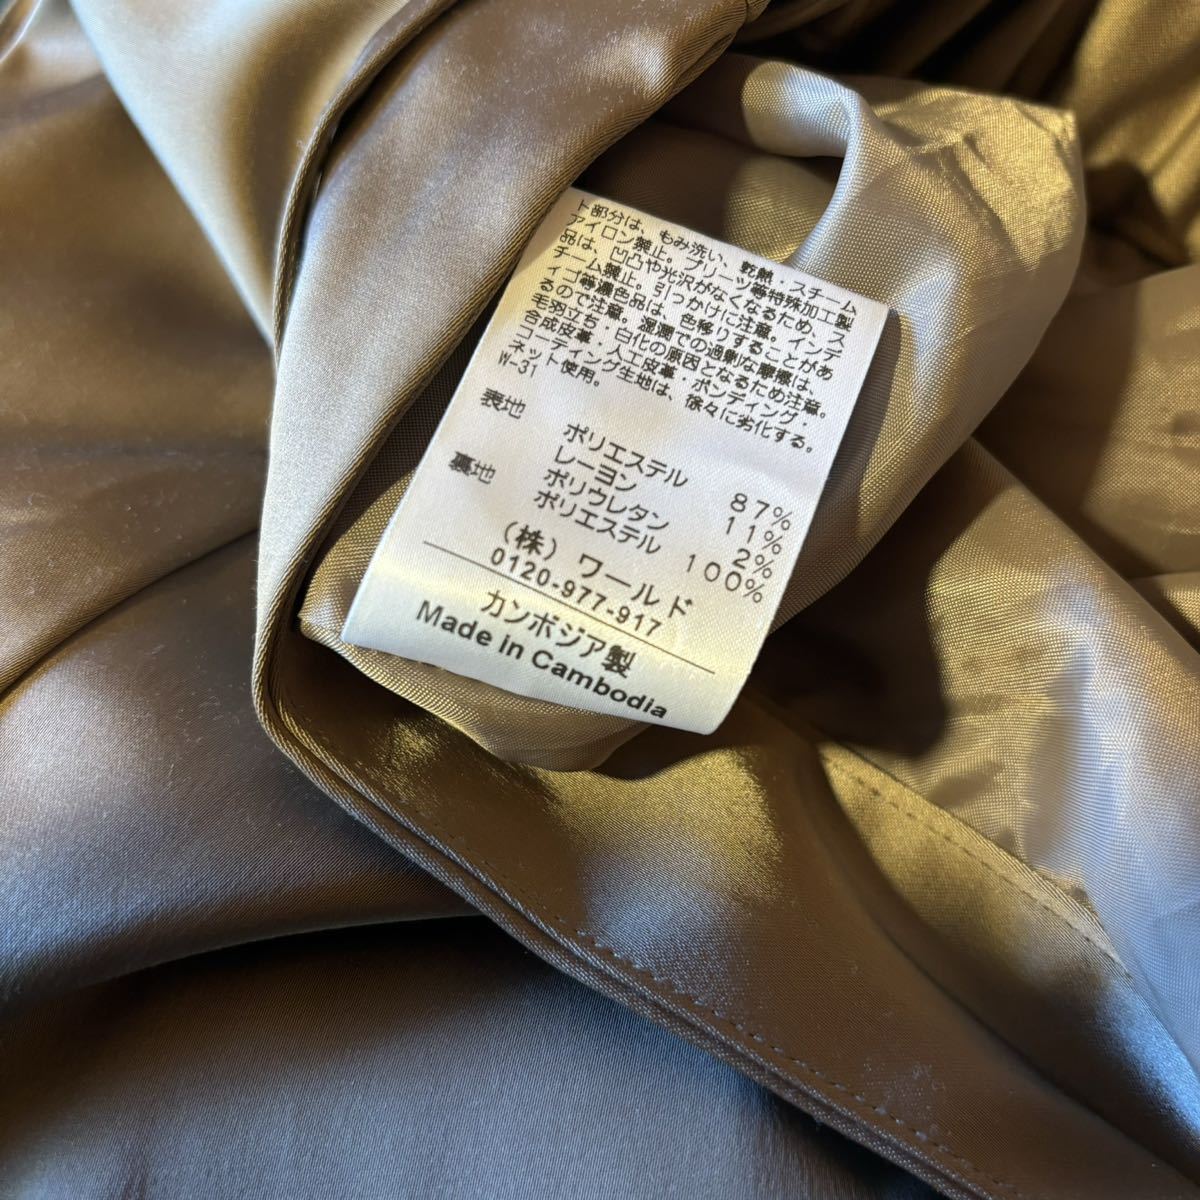 ト部分は、もみ洗い、乾熱・スチーム
アイロン禁止。プリーツ等特殊加工製
品は、凹凸や光沢がなくなるため、ス
チーム禁止。引っかけに注意。インデ
ィゴ等濃色品は、色移りすることがあ
るので注意。湿潤での過剰な摩擦は、
毛羽立ち・白化の原因となるため注意。
合成皮革・人工皮革・ボンディング・
コーティング生地は、徐々に劣化する。
ネット使用。
W-31
表地
ポリエステル 87%
レーヨン 11%
ポリウレタン 2%
裏地
ポリエステル 100%
(株) ワールド
0120-977-917
カンボジア製
Made in Cambodia